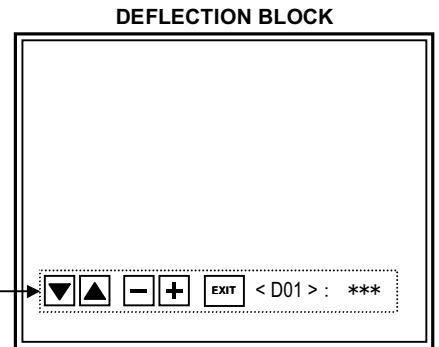 DEFLECTION BLOCK
▼ ▲ − + EXIT < D01 > : ***